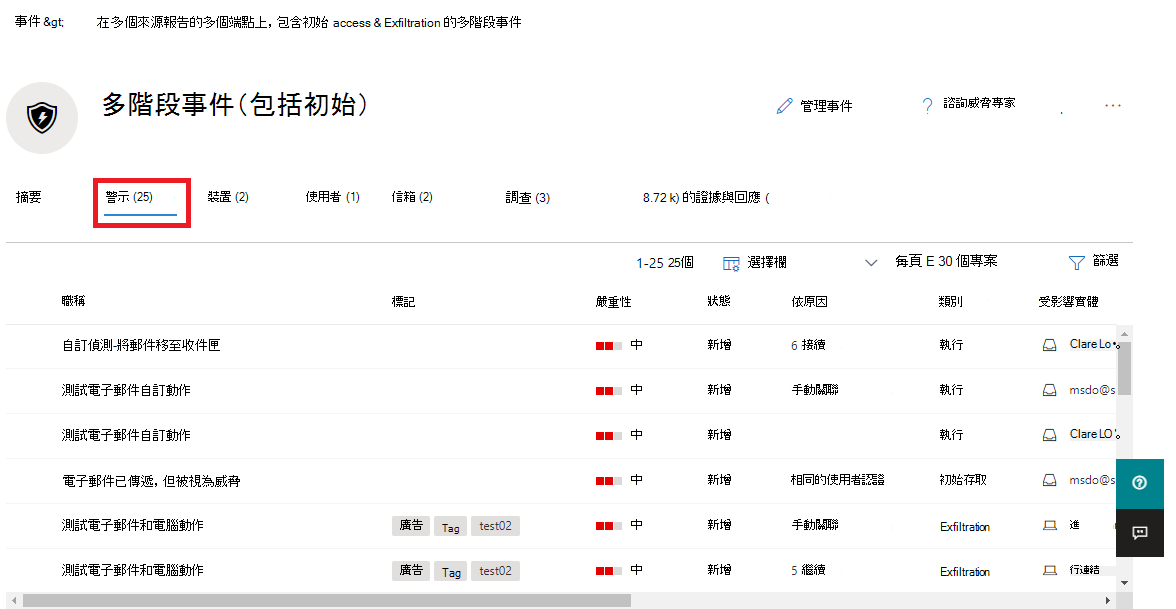 事件 &gt; 在多個來源報告的多個端點上，包含初始 access & Exfiltration 的多階段事件
多階段事件（包括初始）
管理事件
? 諮詢威脅專家
...
摘要 警示 (25) 裝置 (2) 使用者 (1) 信箱 (2) 調查 (3) 8.72 k) 的證據與回應 (
1-25 25個 選擇欄 每頁 E 30 個專案 篩選
職稱 標記 嚴重性 狀態 依原因 類別 受影響實體
自訂偵測-將郵件移至收件匣 中 新增 6 接續 執行 Clare Lo
測試電子郵件自訂動作 中 新增 手動關聯 執行 msdo@s
測試電子郵件自訂動作 中 新增 執行 Clare LO
電子郵件已傳遞，但被視為威脅 中 新增 相同的使用者認證 初始存取 msdo@s
測試電子郵件和電腦動作 廣告 Tag test02 中 新增 手動關聯 Exfiltration 進
測試電子郵件和電腦動作 廣告 Tag test02 中 新增 5 繼續 Exfiltration 行連結